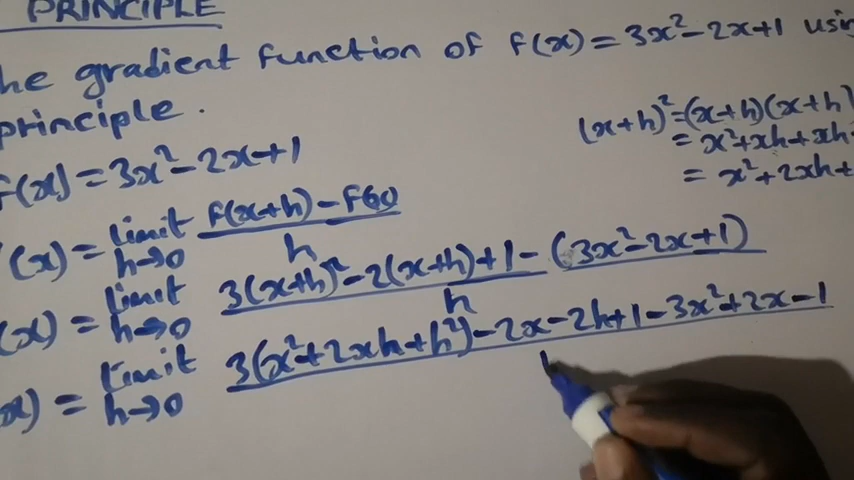 PRINCIPLE
he gradient function of f(x) = 3x² - 2x + 1 usin
principle.
(x+h)² = (x+h)(x+h)
= x² + xh + xh
= x² + 2xh +
f(x) = 3x² - 2x + 1
'(x) = limit h→0 f(x+h) - f(x) / h
(x) = limit h→0 3(x+h)² - 2(x+h) + 1 - (3x² - 2x + 1) / h
x) = limit h→0 3(x² + 2xh + h²) - 2x - 2h + 1 - 3x² + 2x - 1